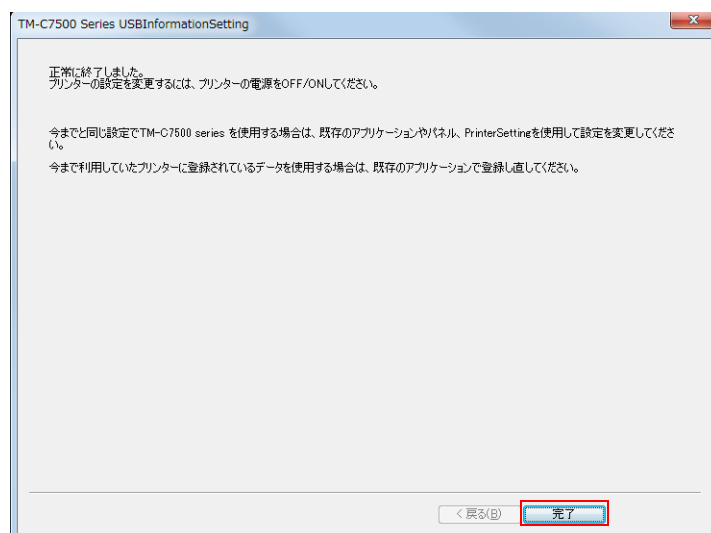 TM-C7500 Series USBInformationSetting
正常に終了しました。
プリンターの設定を変更するには、プリンターの電源をOFF/ONしてください。
今までと同じ設定でTM-C7500 series を使用する場合は、既存のアプリケーションやパネル、PrinterSettingを使用して設定を変更してくださ
い。
今まで利用していたプリンターに登録されているデータを使用する場合は、既存のアプリケーションで登録し直してください。
< 戻る(B)
完了